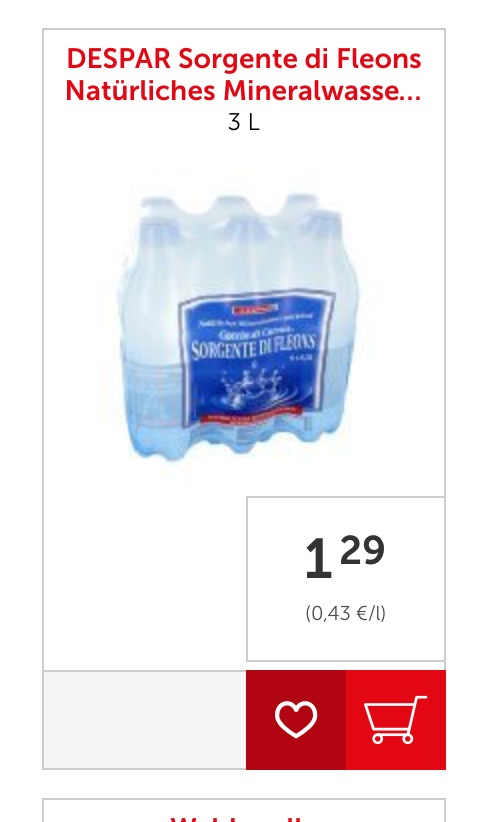 DESPAR Sorgente di Fleons
Natürliches Mineralwasse...
3 L
SORGENTE DI FLEONS
1 29
(0,43 €/l)